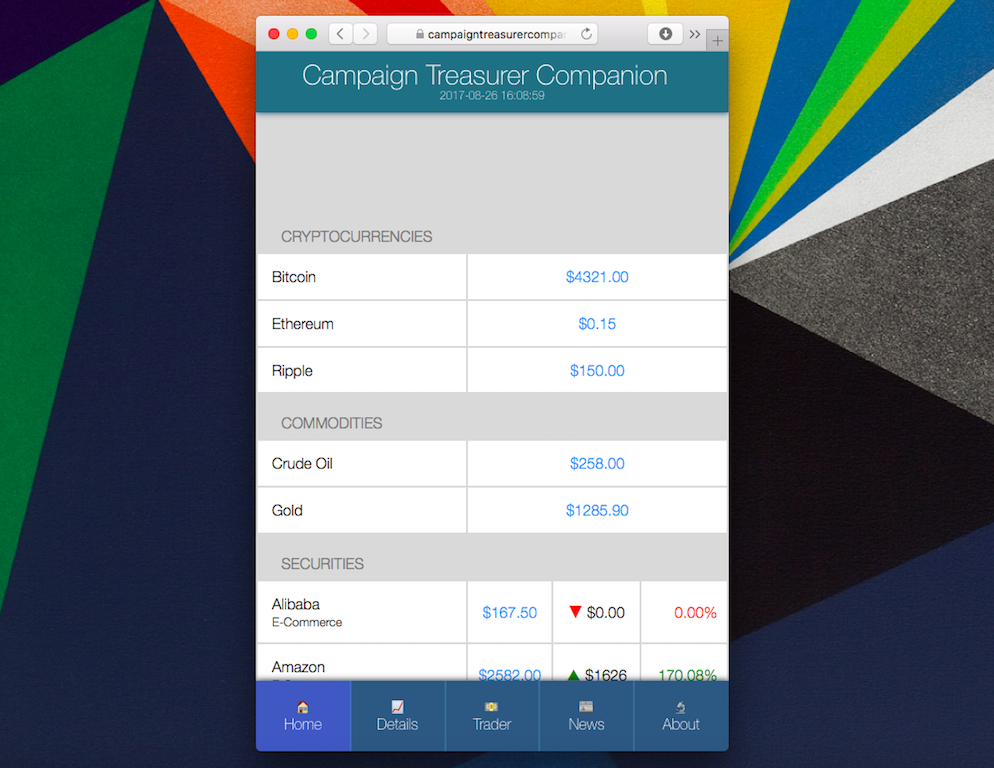 campaigntreasurercompa
Campaign Treasurer Companion
2017-08-26 16:08:59
CRYPTOCURRENCIES
Bitcoin $4321.00
Ethereum $0.15
Ripple $150.00
COMMODITIES
Crude Oil $258.00
Gold $1285.90
SECURITIES
Alibaba
E-Commerce
$167.50 ▼ $0.00 0.00%
Amazon
$2582.00 ▲ $1626 170.08%
Home Details Trader News About